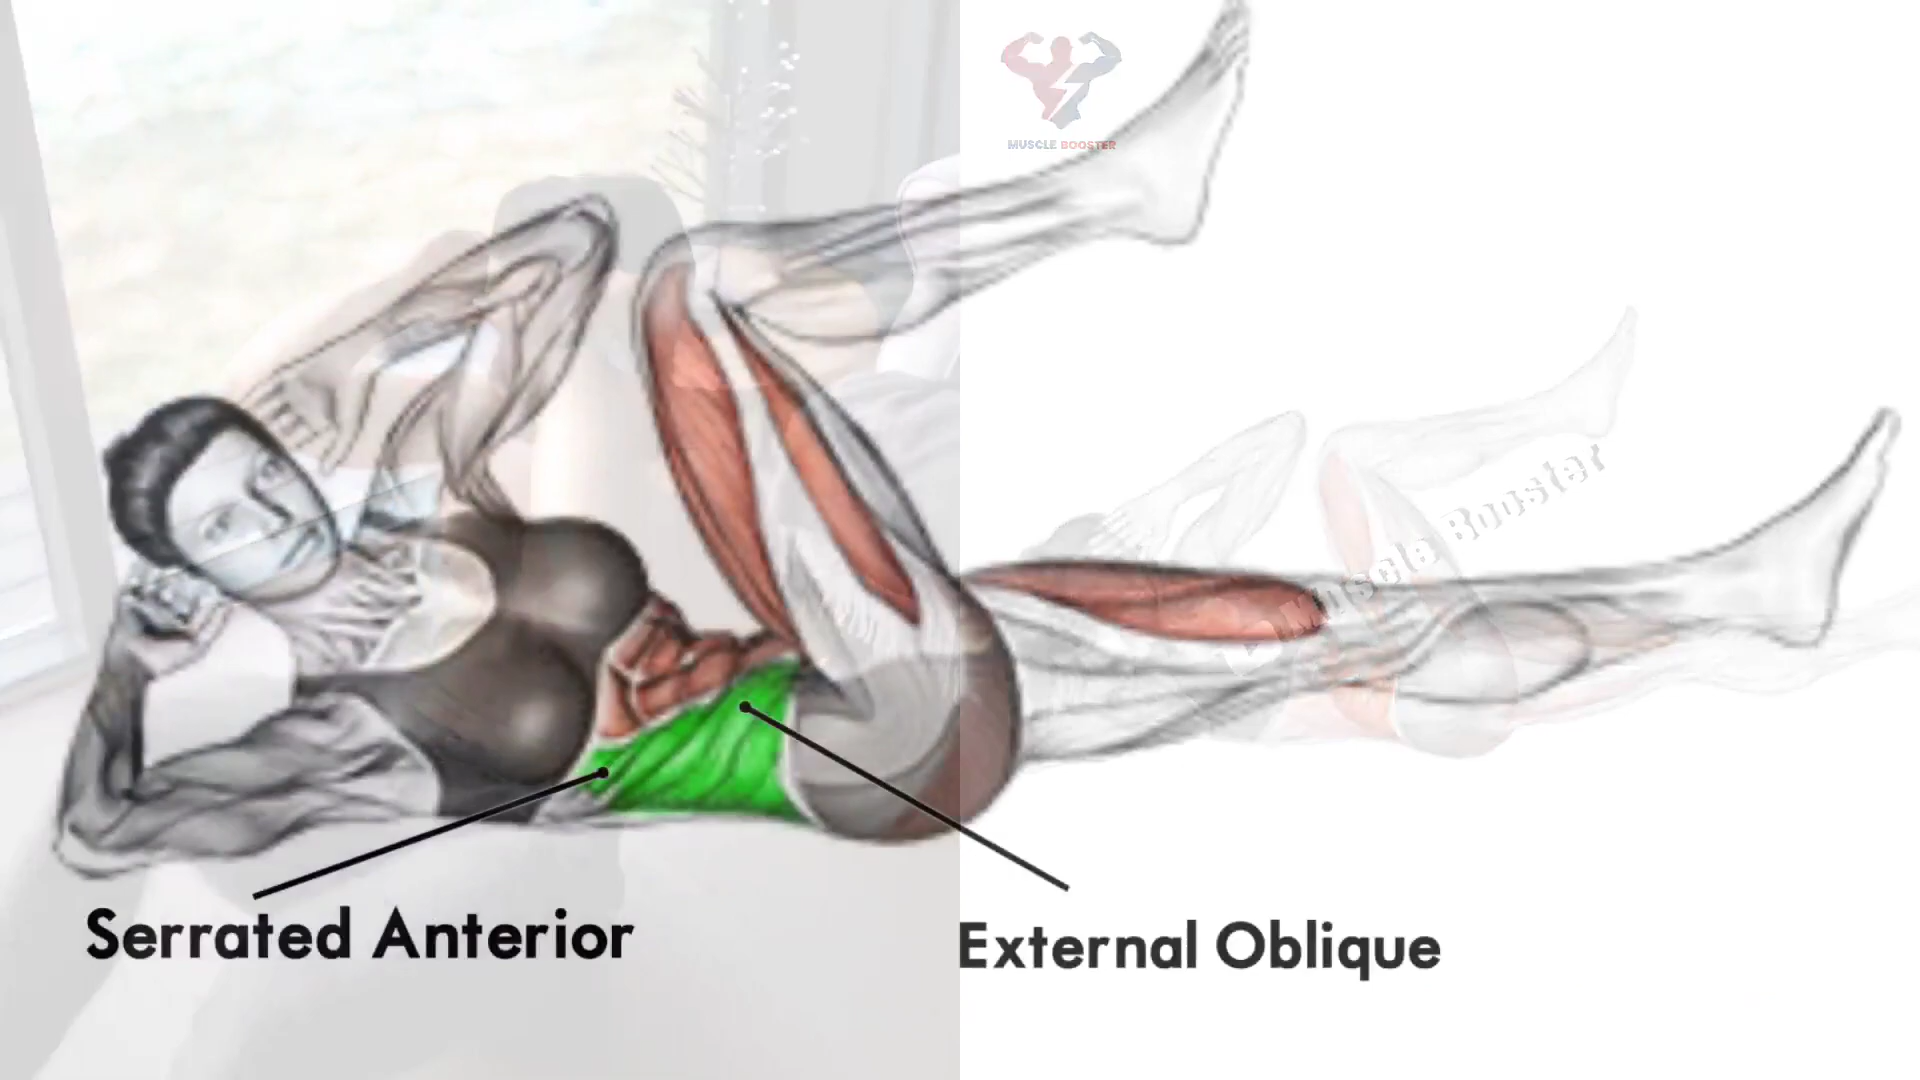 MUSCLE BOOSTER
Muscle Booster
Serrated Anterior
External Oblique